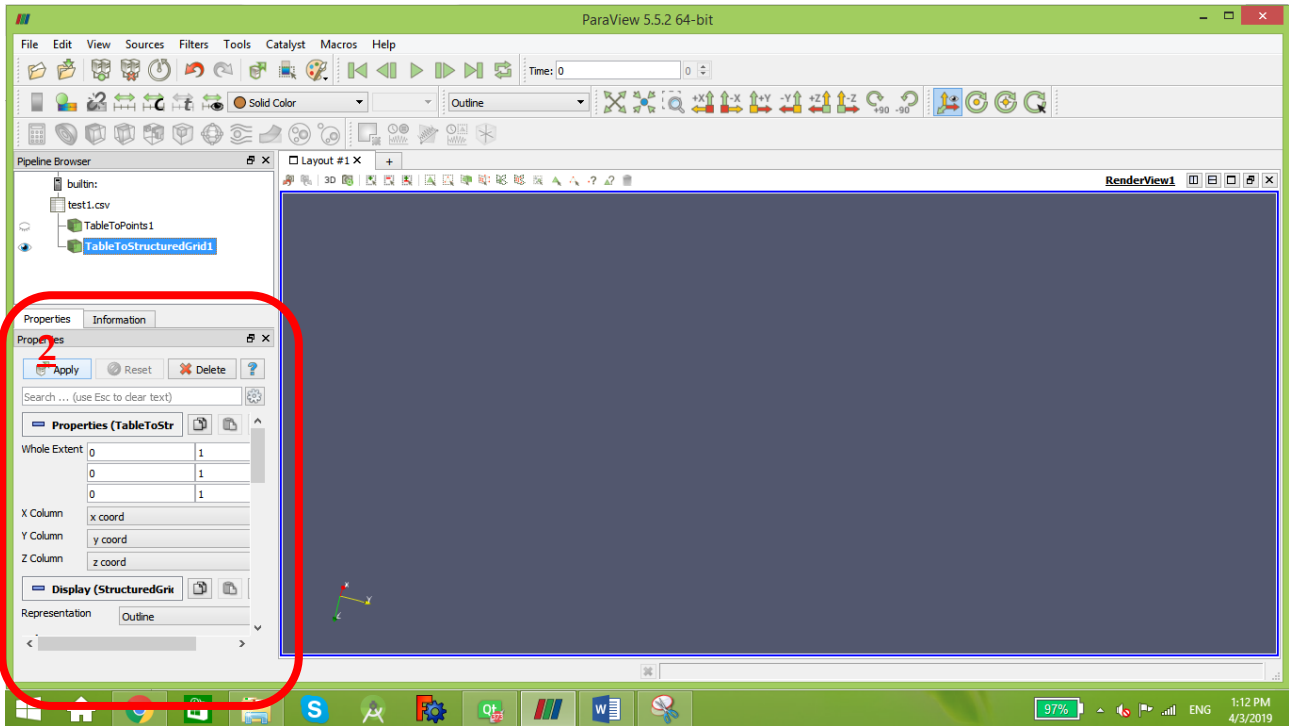 ParaView 5.5.2 64-bit
File Edit View Sources Filters Tools Catalyst Macros Help
Time: 0 0
Solid Color Outline +X -X +Y -Y +Z -Z +90 -90
Pipeline Browser Layout #1 +
3D RenderView1
builtin:
test1.csv
TableToPoints1
TableToStructuredGrid1
Properties Information
Properties
2
Apply Reset Delete ?
Search ... (use Esc to clear text)
Properties (TableToStr
Whole Extent 0 1
0 1
0 1
X Column x coord
Y Column y coord
Z Column z coord
Display (StructuredGri
Representation Outline
97% ENG 1:12 PM
4/3/2019